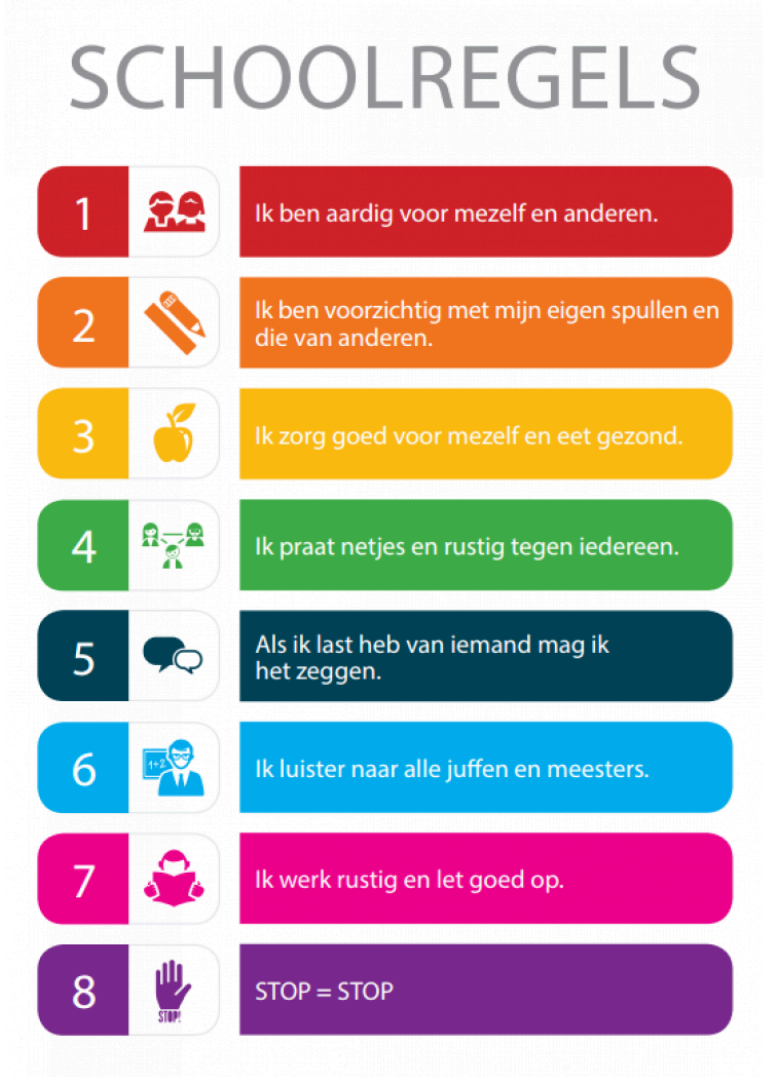 SCHOOLREGELS
1
Ik ben aardig voor mezelf en anderen.
2
Ik ben voorzichtig met mijn eigen spullen en
die van anderen.
3
Ik zorg goed voor mezelf en eet gezond.
4
Ik praat netjes en rustig tegen iedereen.
5
Als ik last heb van iemand mag ik
het zeggen.
6
1+2
Ik luister naar alle juffen en meesters.
7
Ik werk rustig en let goed op.
8
STOP!
STOP = STOP